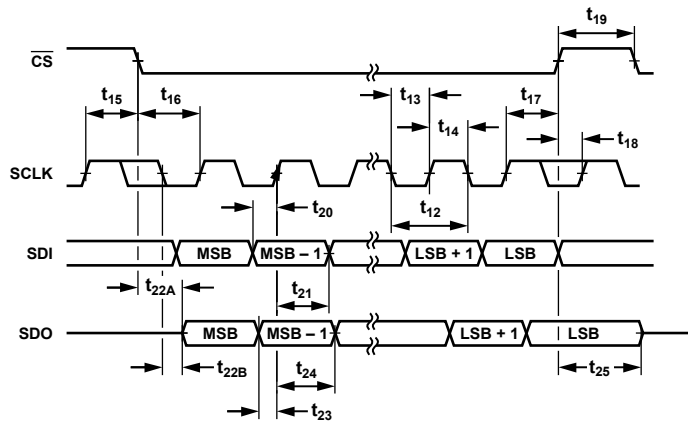 t19
CS
t15
t16
t13
t14
t17
t18
SCLK
t20
t12
SDI
MSB
MSB – 1
LSB + 1
LSB
t22A
t21
SDO
MSB
MSB – 1
LSB + 1
LSB
t22B
t24
t25
t23